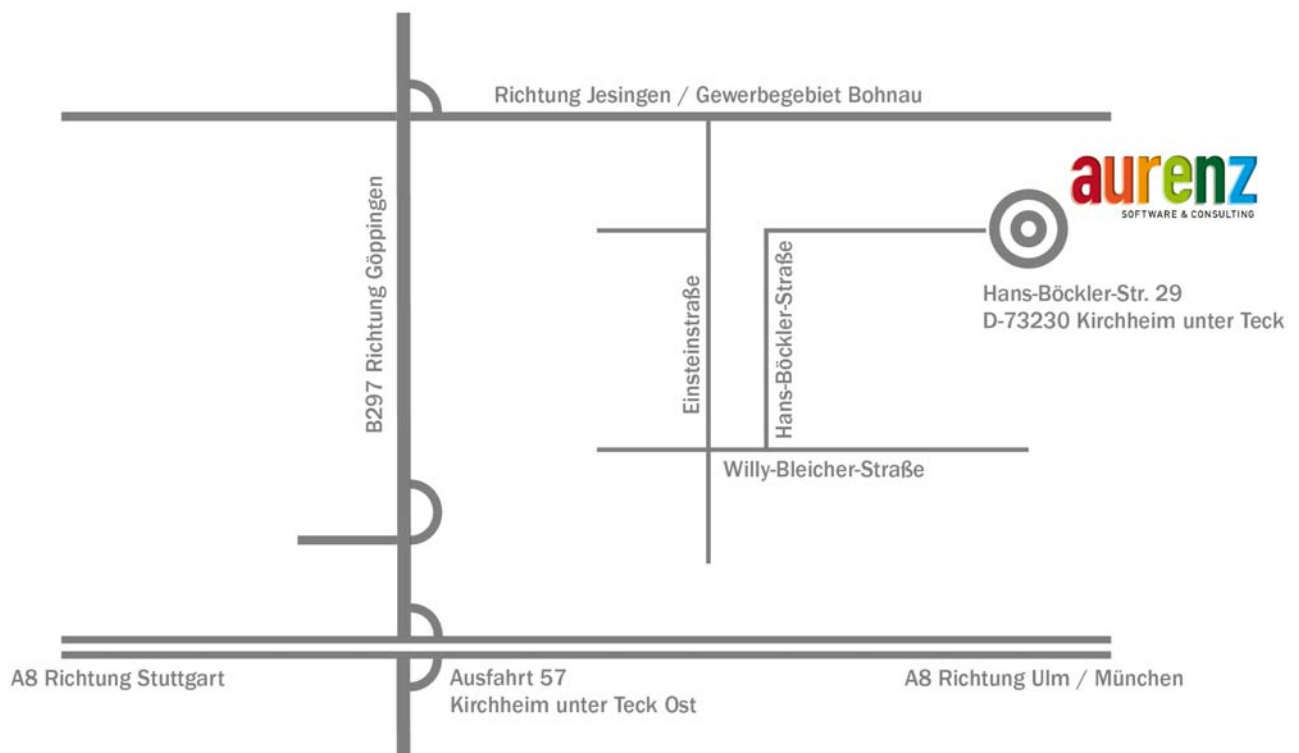 Richtung Jesingen / Gewerbegebiet Bohnau
aurenz
SOFTWARE & CONSULTING
B297 Richtung Göppingen
Einsteinstraße
Hans-Böckler-Straße
Hans-Böckler-Str. 29
D-73230 Kirchheim unter Teck
Willy-Bleicher-Straße
A8 Richtung Stuttgart
Ausfahrt 57
Kirchheim unter Teck Ost
A8 Richtung Ulm / München